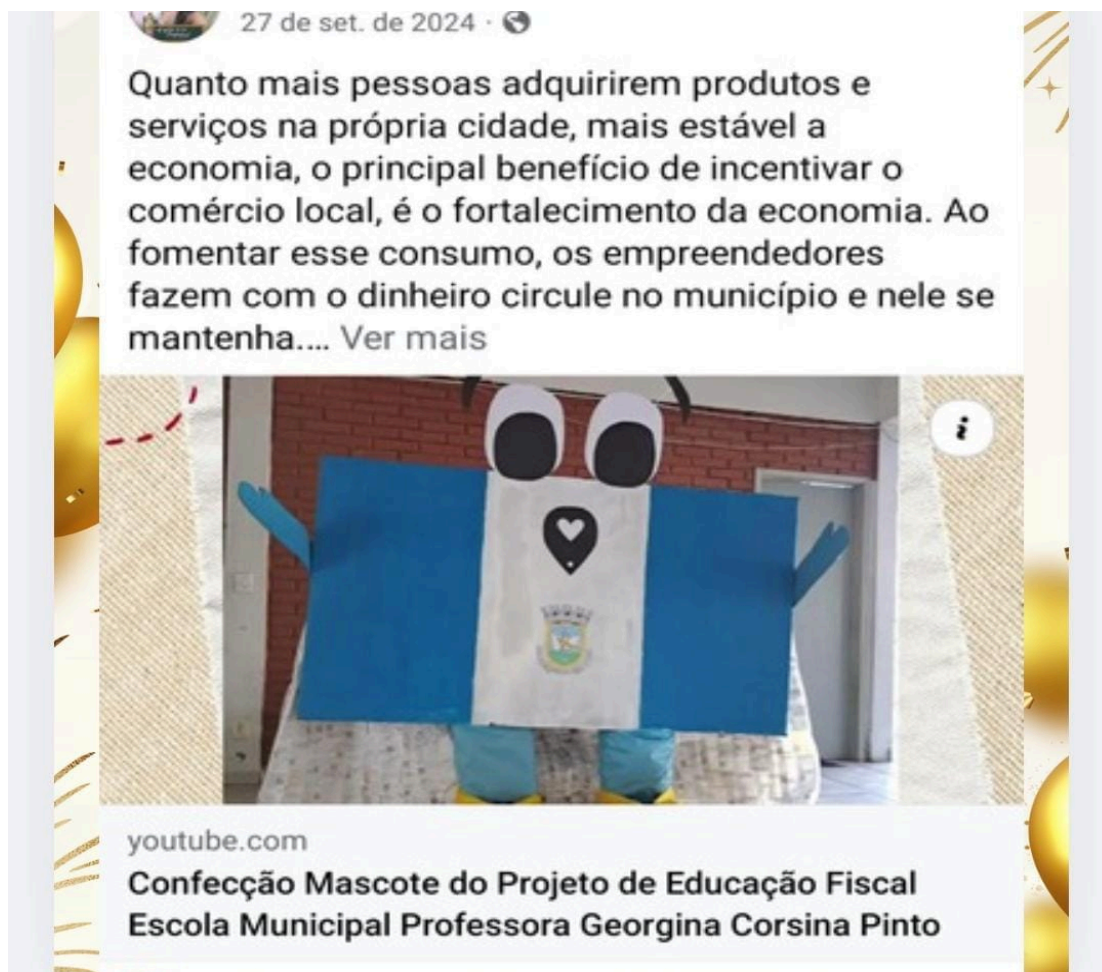 27 de set. de 2024 ·
Quanto mais pessoas adquirirem produtos e
serviços na própria cidade, mais estável a
economia, o principal benefício de incentivar o
comércio local, é o fortalecimento da economia. Ao
fomentar esse consumo, os empreendedores
fazem com o dinheiro circule no município e nele se
mantenha.... Ver mais
i
youtube.com
Confecção Mascote do Projeto de Educação Fiscal
Escola Municipal Professora Georgina Corsina Pinto